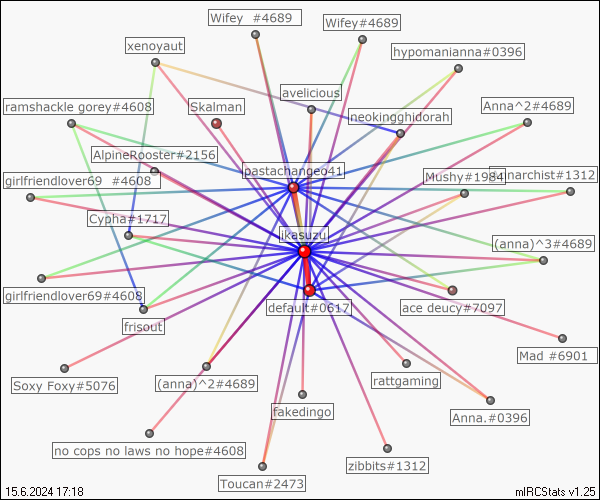 Wifey  #4689
Wifey#4689
xenoyaut
hypomanianna#0396
avelicious
ramshackle gorey#4608
Skalman
neokingghidorah
Anna^2#4689
AlpineRooster#2156
pastachangeo41
girlfriendlover69  #4608
Mushy#1984
nnarchist#1312
Cypha#1717
ikasuzu
(anna)^3#4689
girlfriendlover69#4608
default#0617
ace deucy#7097
frisout
Mad  #6901
Soxy Foxy#5076
(anna)^2#4689
rattgaming
fakedingo
Anna.#0396
no cops no laws no hope#4608
zibbits#1312
Toucan#2473
15.6.2024 17:18
mIRCStats v1.25